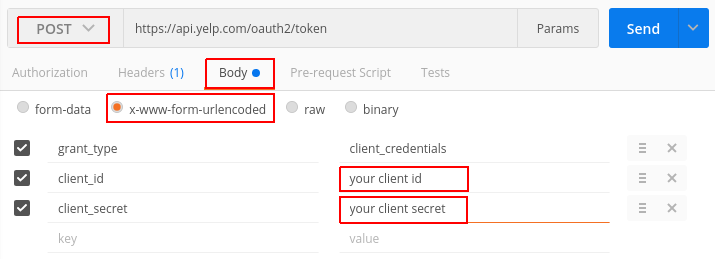 POST https://api.yelp.com/oauth2/token Params Send
Authorization Headers (1) Body Pre-request Script Tests
form-data x-www-form-urlencoded raw binary
grant_type client_credentials
client_id your client id
client_secret your client secret
key value